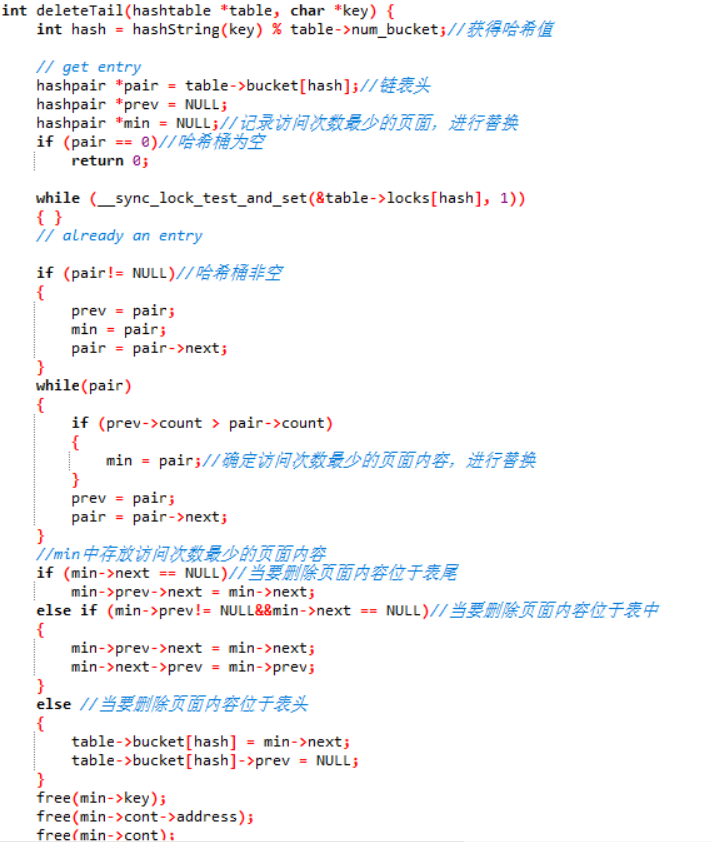 int deleteTail(hashtable *table, char *key) {
    int hash = hashString(key) % table->num_bucket;//获得哈希值

    // get entry
    hashpair *pair = table->bucket[hash];//链表头
    hashpair *prev = NULL;
    hashpair *min = NULL;//记录访问次数最少的页面，进行替换
    if (pair == 0)//哈希桶为空
        return 0;

    while (__sync_lock_test_and_set(&table->locks[hash], 1))
    { }
    // already an entry

    if (pair!= NULL)//哈希桶非空
    {
        prev = pair;
        min = pair;
        pair = pair->next;
    }
    while(pair)
    {
        if (prev->count > pair->count)
        {
            min = pair;//确定访问次数最少的页面内容，进行替换
        }
        prev = pair;
        pair = pair->next;
    }
    //min中存放访问次数最少的页面内容
    if (min->next == NULL)//当要删除页面内容位于表尾
        min->prev->next = min->next;
    else if (min->prev!= NULL&&min->next == NULL)//当要删除页面内容位于表中
    {
        min->prev->next = min->next;
        min->next->prev = min->prev;
    }
    else //当要删除页面内容位于表头
    {
        table->bucket[hash] = min->next;
        table->bucket[hash]->prev = NULL;
    }
    free(min->key);
    free(min->cont->address);
    free(min->cont);